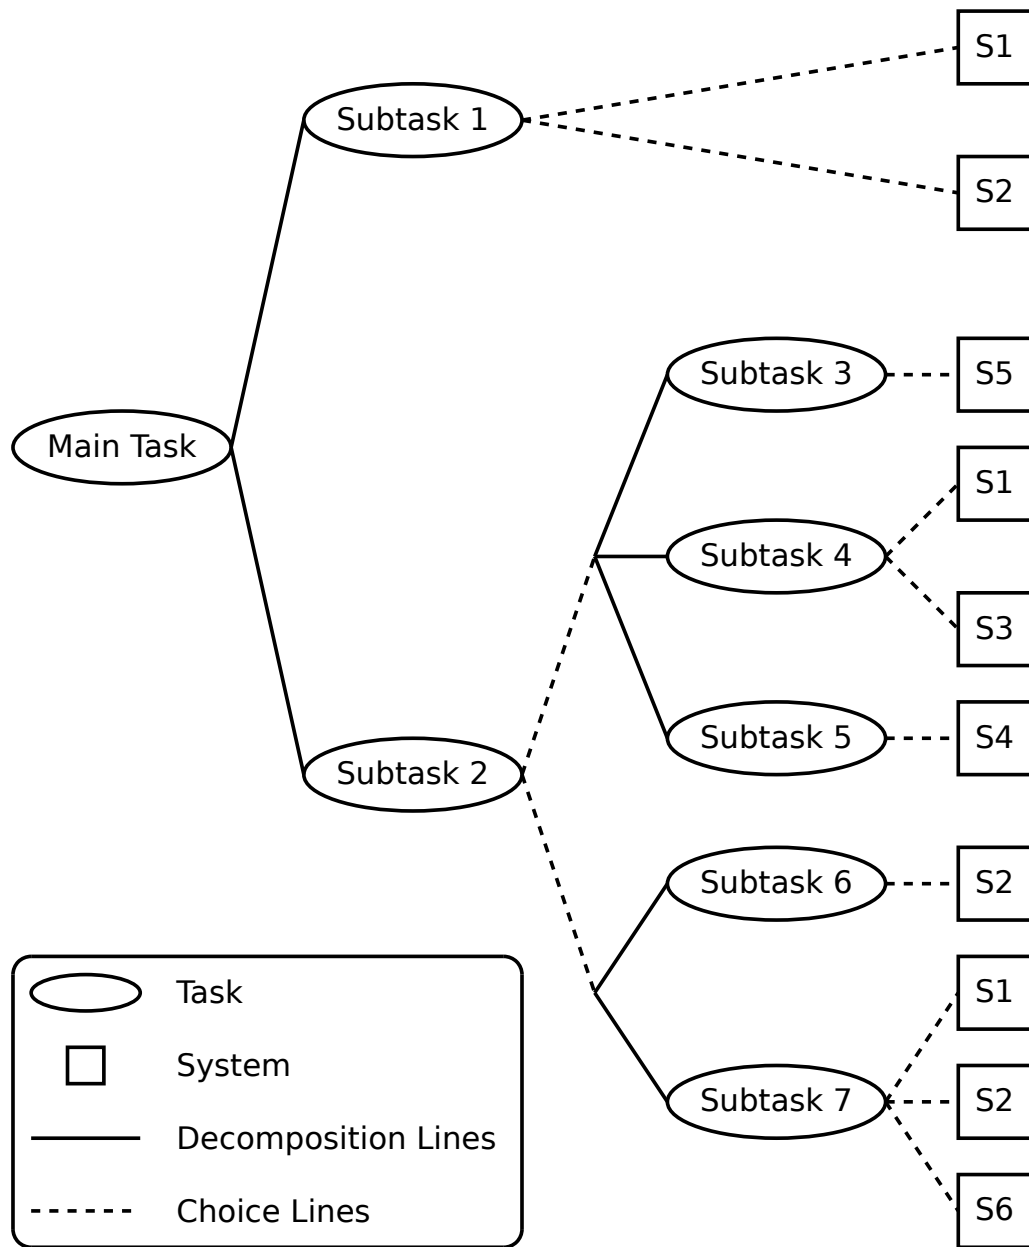 S1
Subtask 1
S2
Subtask 3
S5
Main Task
S1
Subtask 4
S3
Subtask 5
S4
Subtask 2
Subtask 6
S2
Task
S1
System
Subtask 7
S2
Decomposition Lines
Choice Lines
S6